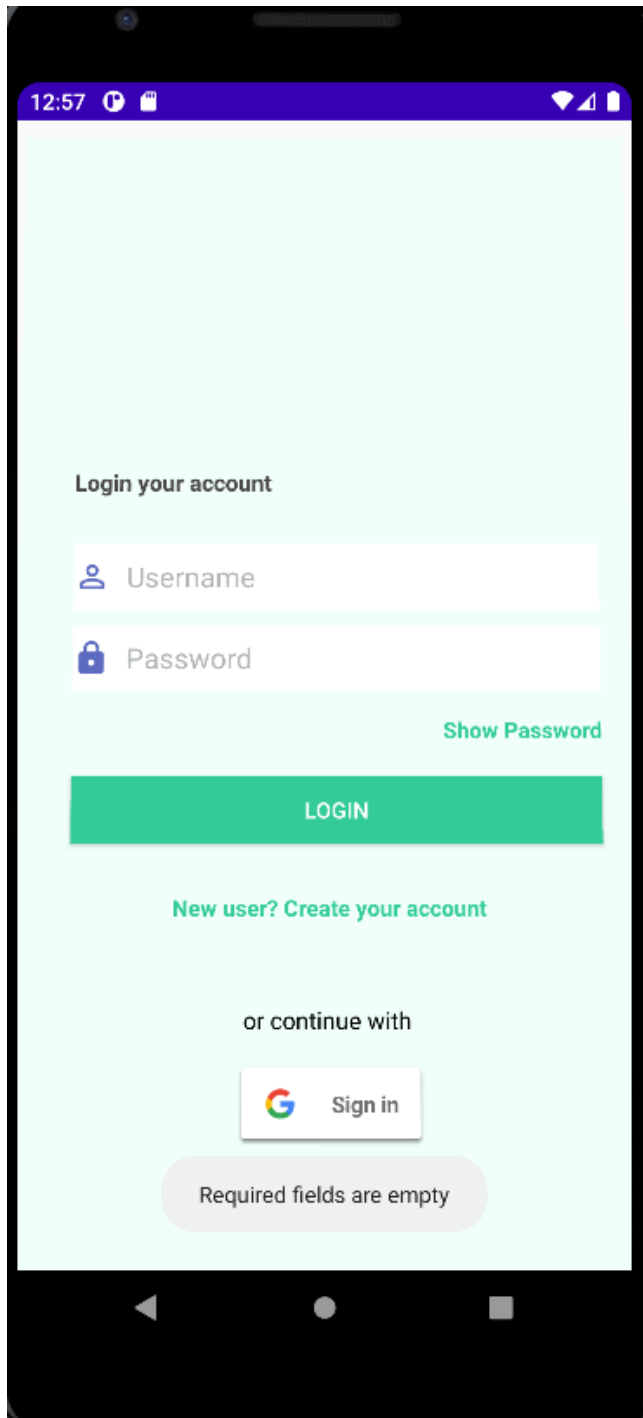 12:57
Login your account
Username
Password
Show Password
LOGIN
New user? Create your account
or continue with
G Sign in
Required fields are empty